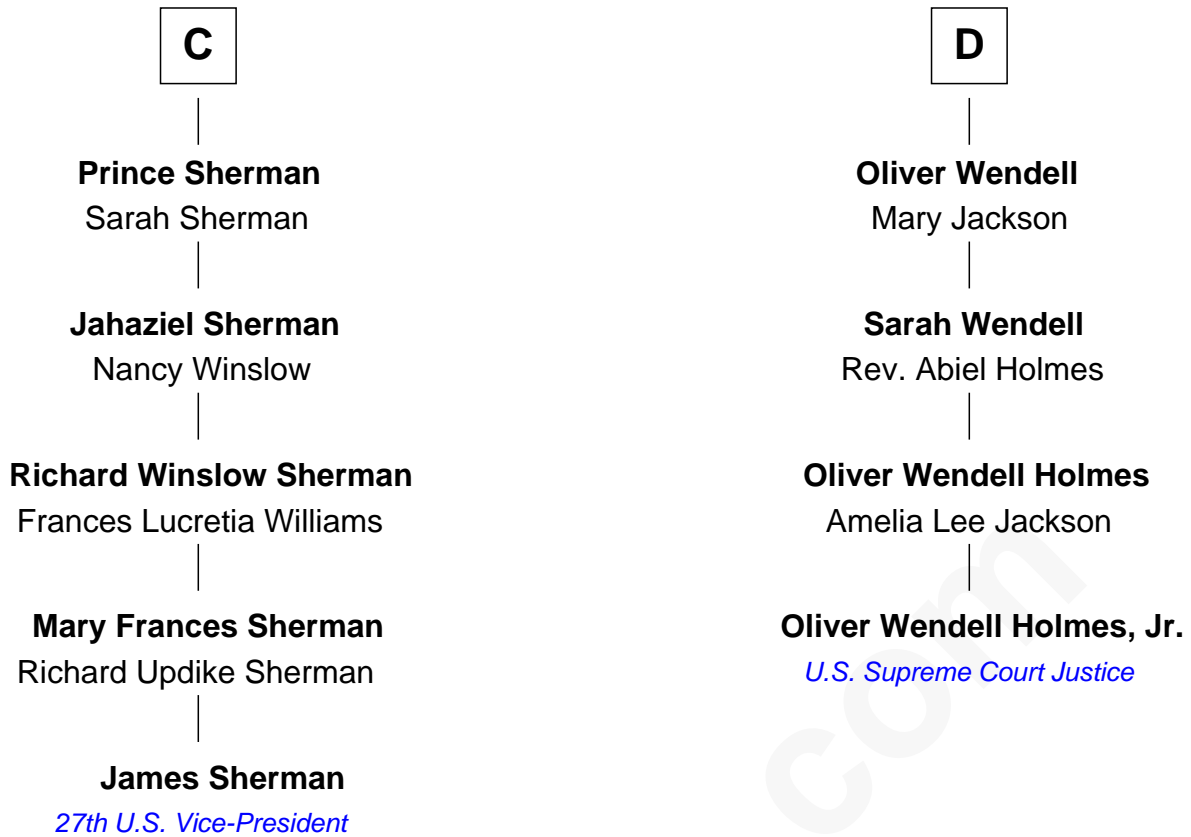 C
Prince Sherman
Sarah Sherman
Jahaziel Sherman
Nancy Winslow
Richard Winslow Sherman
Frances Lucretia Williams
Mary Frances Sherman
Richard Updike Sherman
James Sherman
27th U.S. Vice-President
D
Oliver Wendell
Mary Jackson
Sarah Wendell
Rev. Abiel Holmes
Oliver Wendell Holmes
Amelia Lee Jackson
Oliver Wendell Holmes, Jr.
U.S. Supreme Court Justice
com